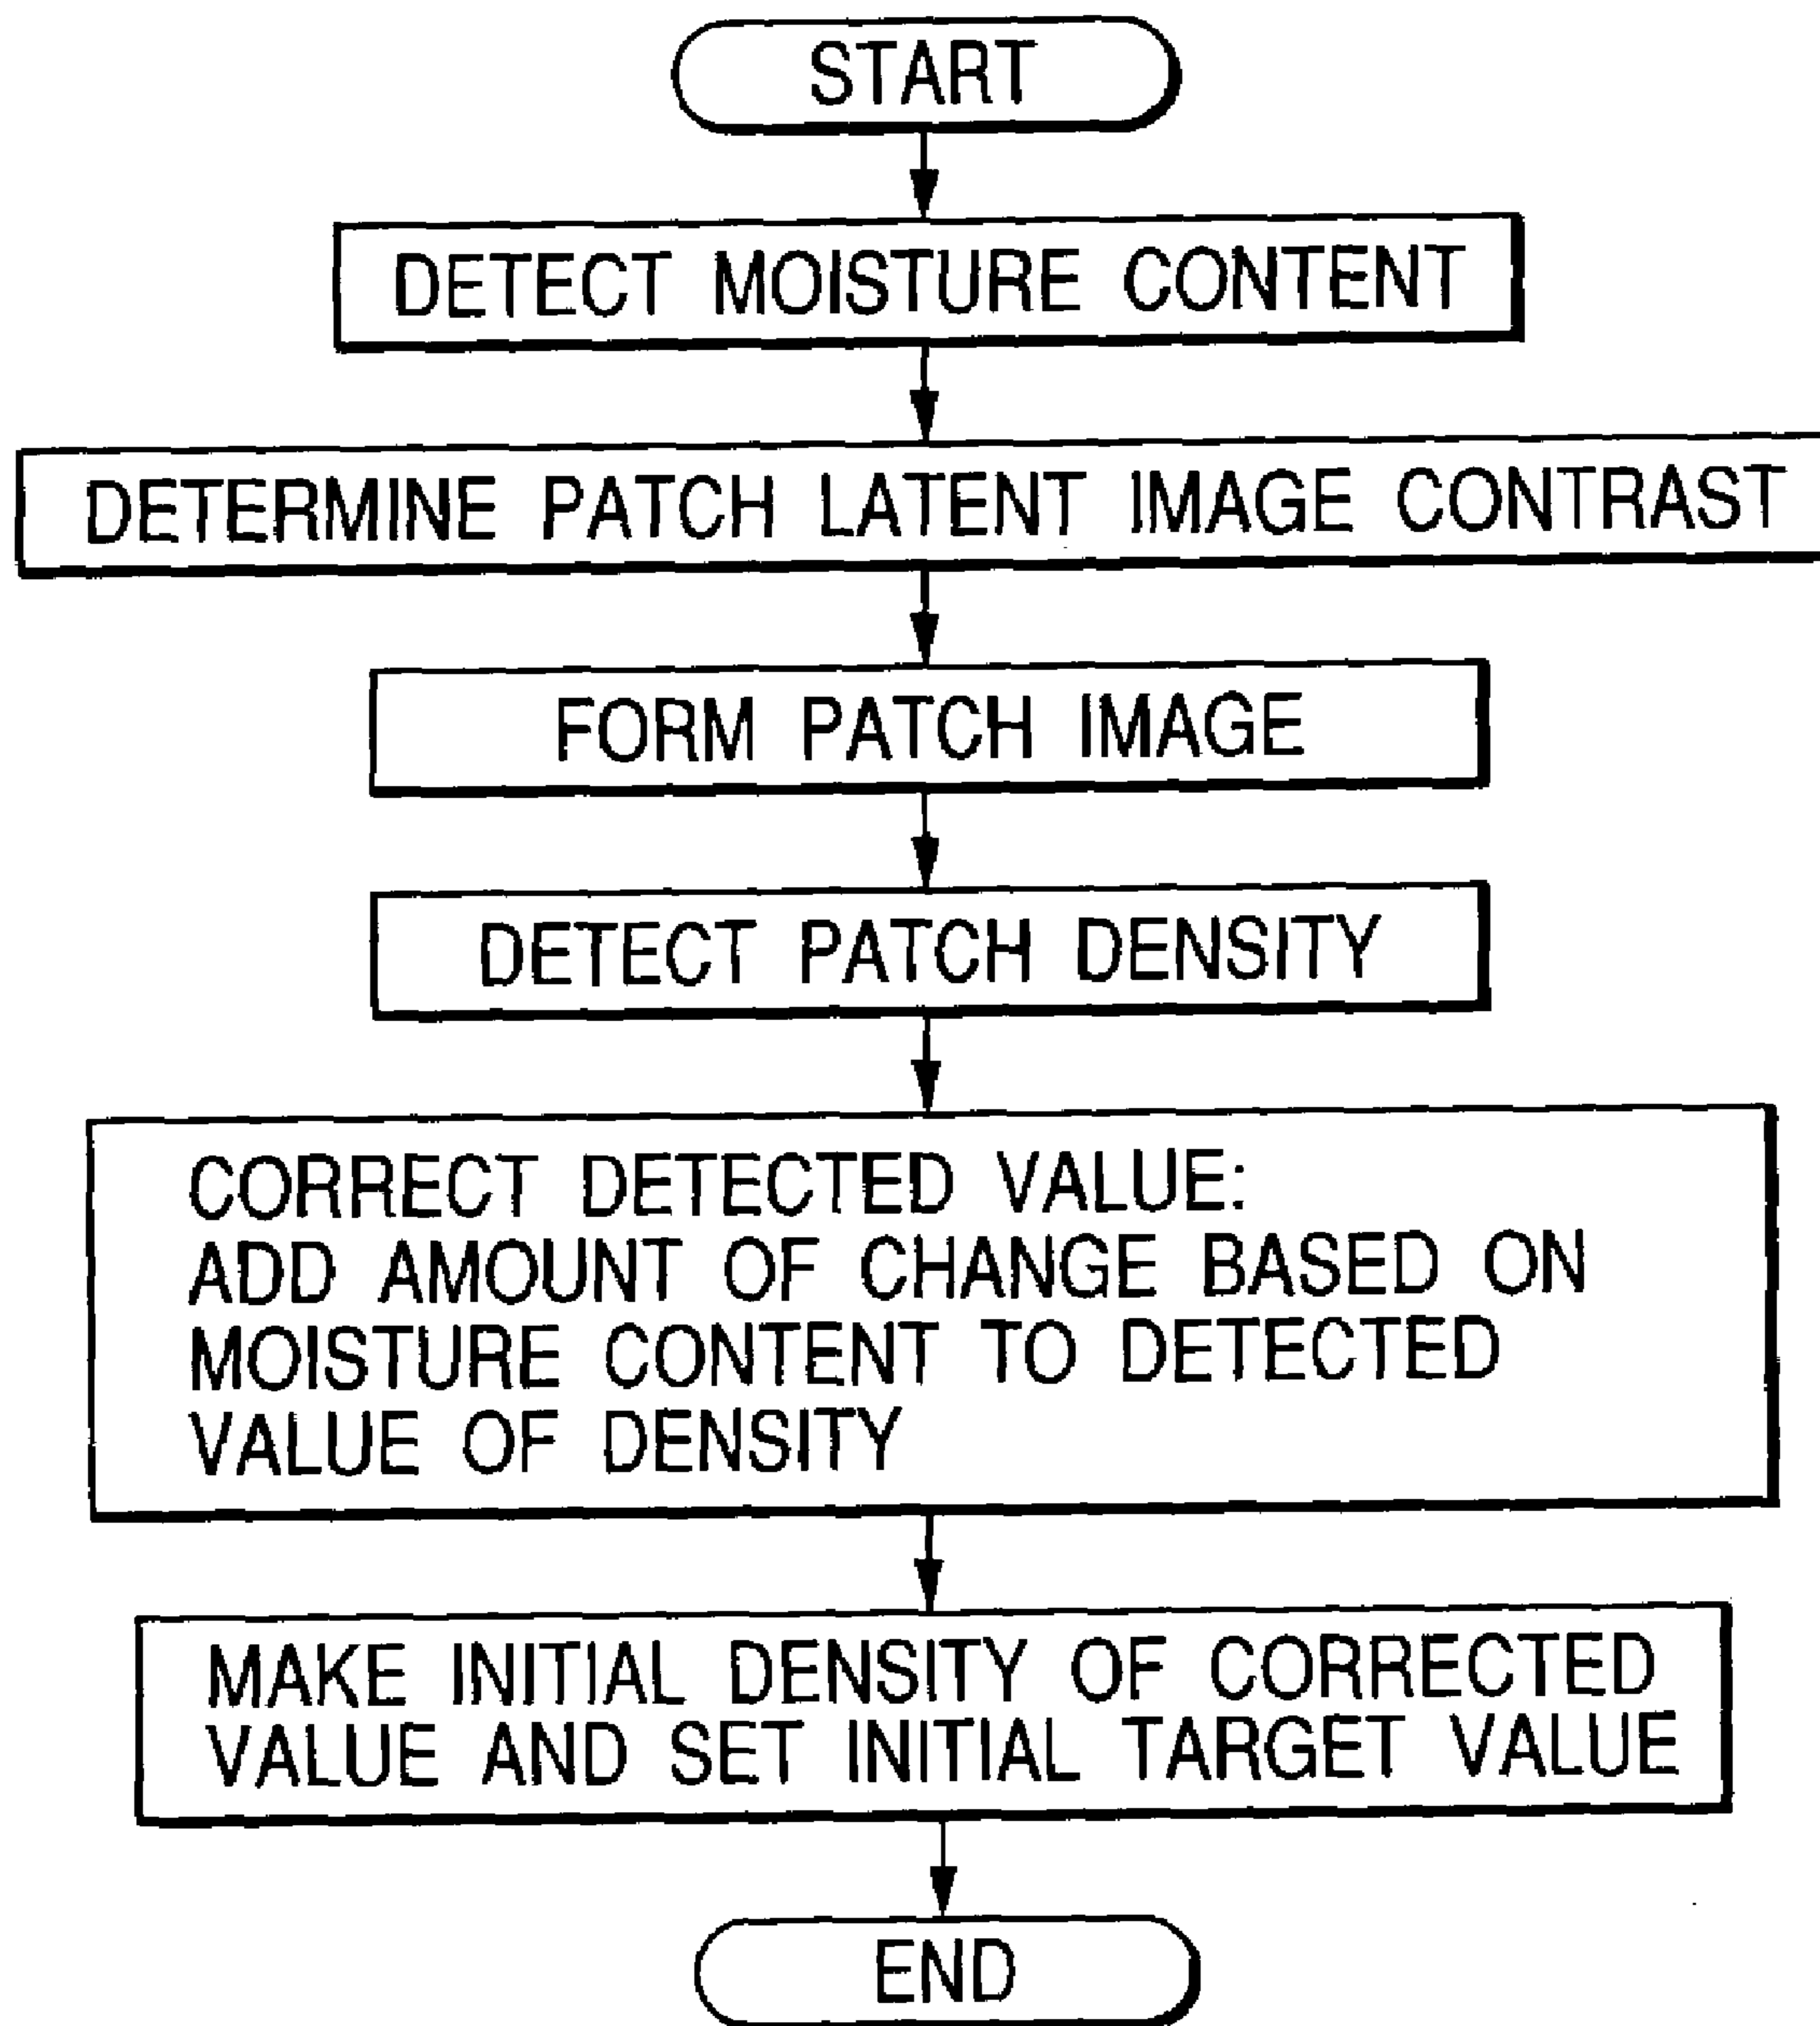 START
DETECT MOISTURE CONTENT
DETERMINE PATCH LATENT IMAGE CONTRAST
FORM PATCH IMAGE
DETECT PATCH DENSITY
CORRECT DETECTED VALUE:
ADD AMOUNT OF CHANGE BASED ON
MOISTURE CONTENT TO DETECTED
VALUE OF DENSITY
MAKE INITIAL DENSITY OF CORRECTED
VALUE AND SET INITIAL TARGET VALUE
END